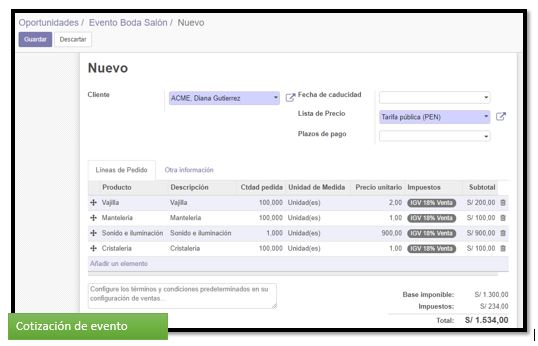 Oportunidades / Evento Boda Salón / Nuevo
Guardar Descartar
Nuevo
Cliente ACME, Diana Gutierrez Fecha de caducidad
Lista de Precio Tarifa pública (PEN)
Plazos de pago
Líneas de Pedido Otra información
Producto Descripción Ctdad pedida Unidad de Medida Precio unitario Impuestos Subtotal
Vajilla Vajilla 100,000 Unidad(es) 2,00 IGV 18% Venta S/ 200,00
Manteleria Manteleria 100,000 Unidad(es) 1,00 IGV 18% Venta S/ 100,00
Sonido e iluminación Sonido e iluminación 1,000 Unidad(es) 900,00 IGV 18% Venta S/ 900,00
Cristaleria Cristaleria 100,000 Unidad(es) 1,00 IGV 18% Venta S/ 100,00
Añadir un elemento
Configure los términos y condiciones predeterminados en su
configuración de ventas...
Base imponible: S/ 1.300,00
Impuestos: S/ 234,00
Total: S/ 1.534,00
Cotización de evento